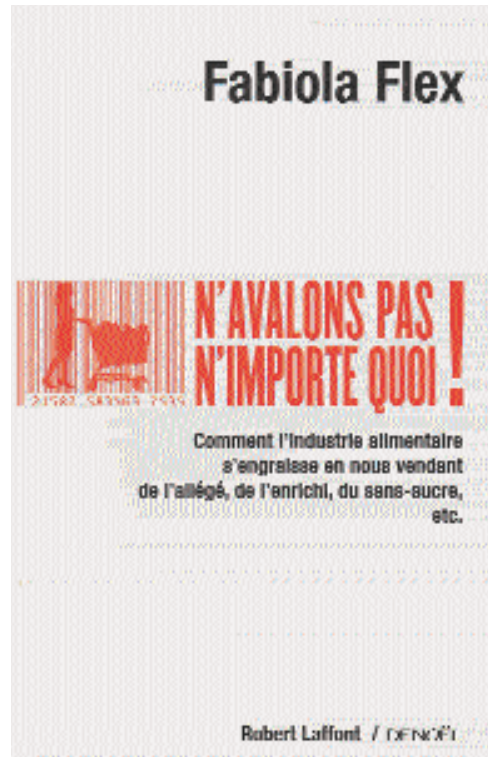 Fabiola Flex
N'AVALONS PAS
N'IMPORTE QUOI !
Comment l'industrie alimentaire
s'engraisse en nous vendant
de l'allégé, de l'enrichi, du sans-sucre,
etc.
Robert Laffont / DENOËL